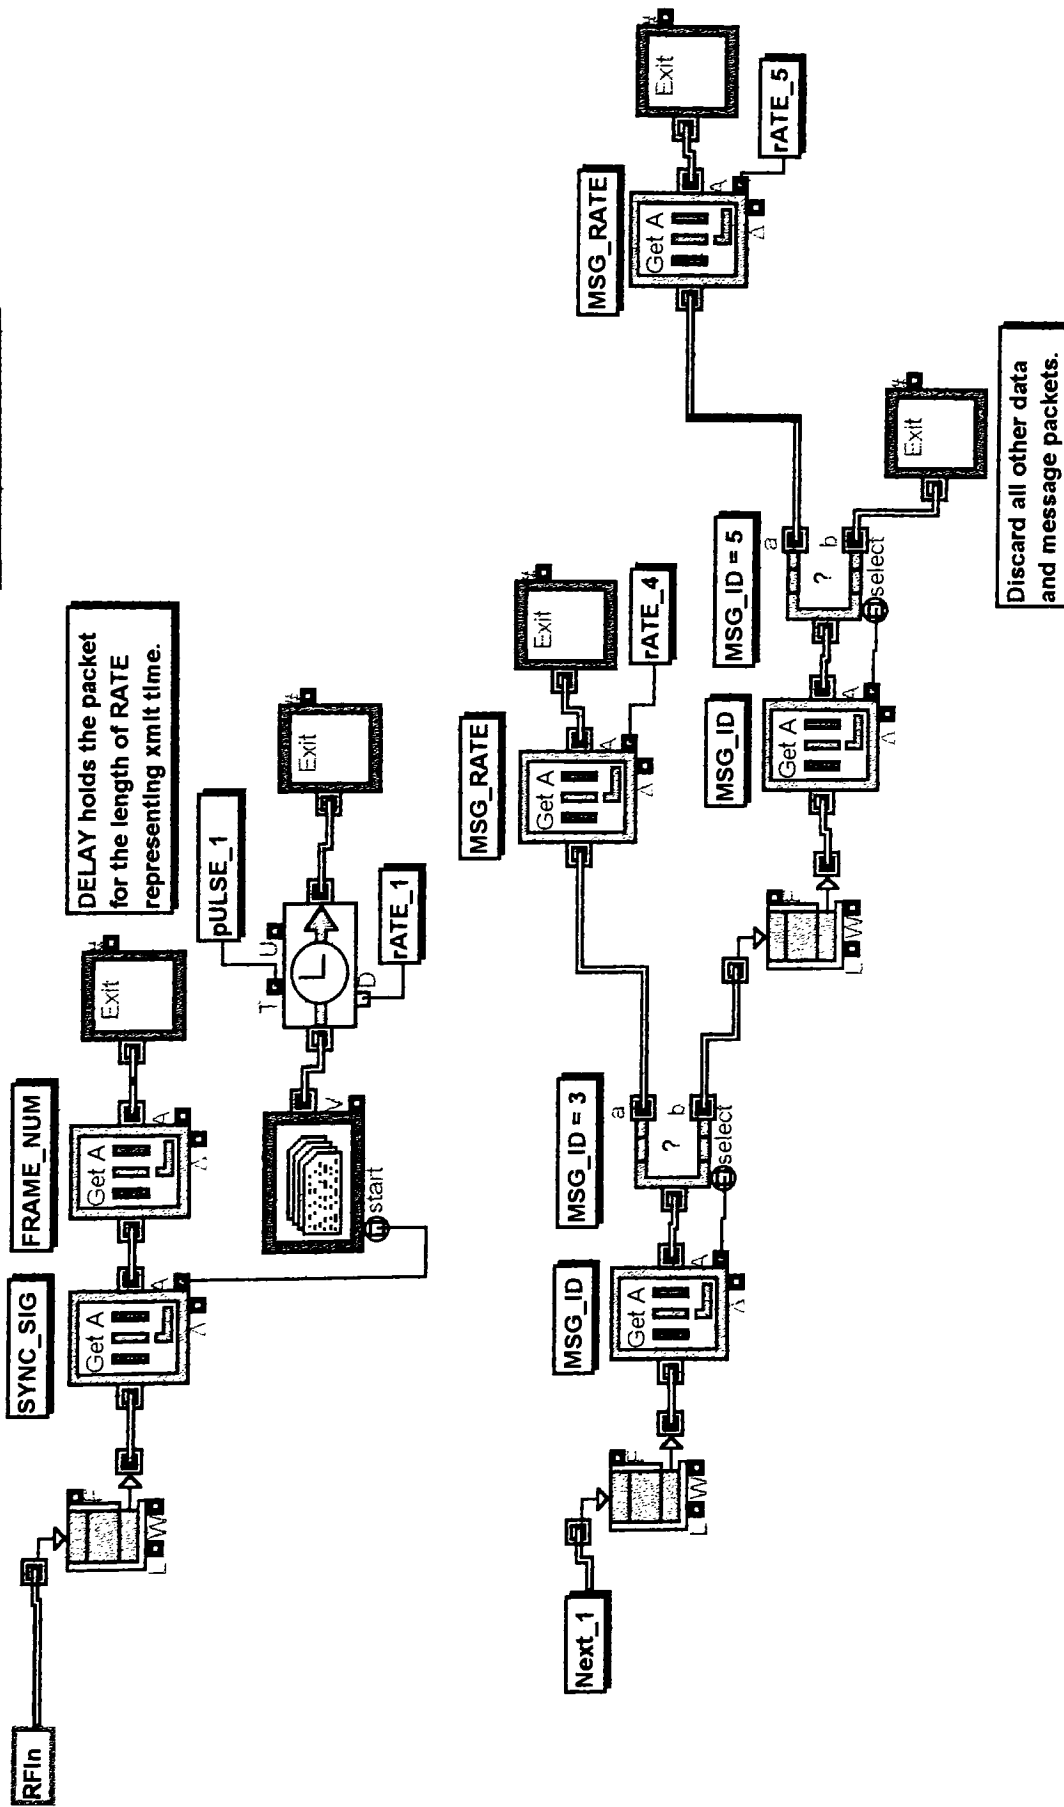 RFIn
SYNC_SIG
FRAME_NUM
DELAY holds the packet
for the length of RATE
representing xmit time.
F
L W
Get A
A
Δ
Get A
A
Δ
Exit
#
pULSE_1
start
V
T U
D
Exit
#
rATE_1
Next_1
F
L W
MSG_ID
Get A
A
Δ
MSG_ID = 3
?
a
b
select
MSG_RATE
Get A
A
Δ
Exit
#
rATE_4
F
L W
MSG_ID
Get A
A
Δ
MSG_ID = 5
?
a
b
select
MSG_RATE
Get A
A
Δ
Exit
#
rATE_5
Exit
#
Discard all other data
and message packets.